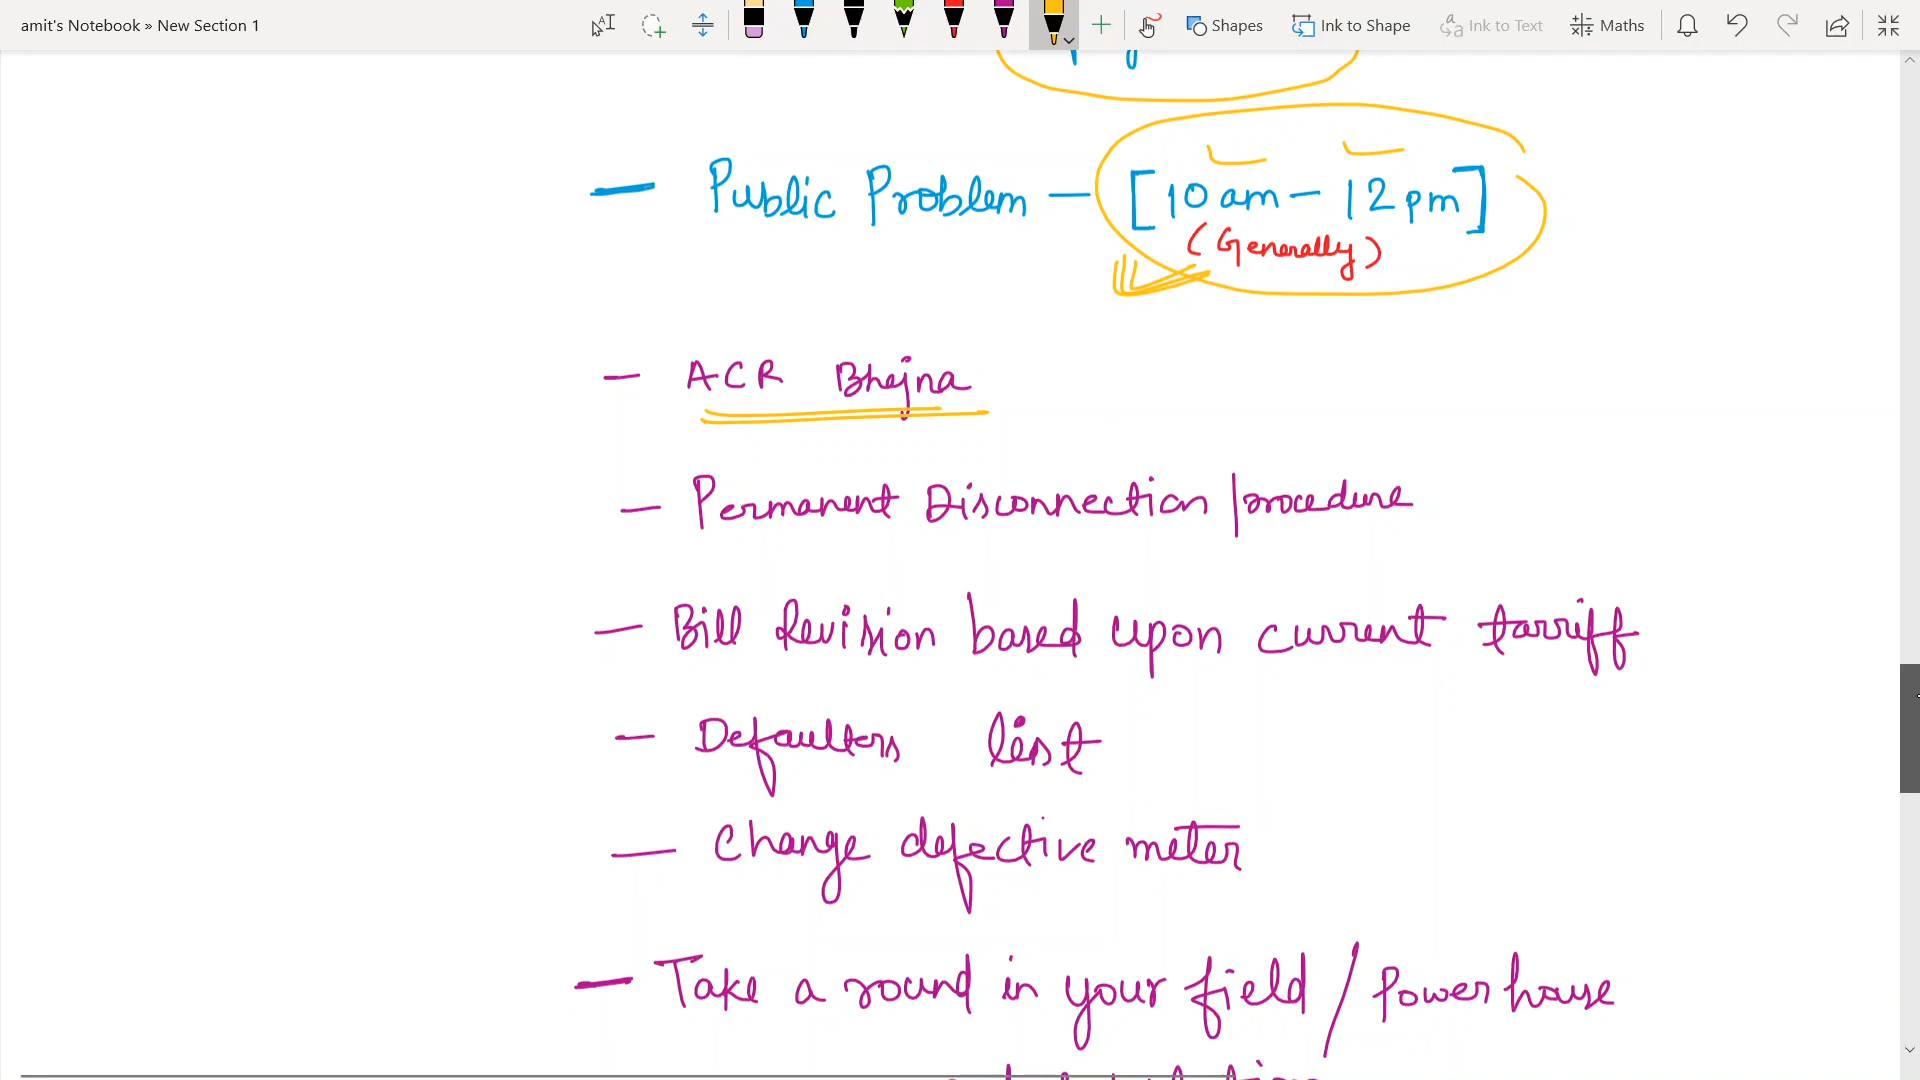 amit's Notebook » New Section 1
Shapes
Ink to Shape
Ink to Text
Maths
— Public Problem — [10 am – 12 pm]
(Generally)
— ACR Bhejna
— Permanent Disconnection procedure
— Bill Revision based upon current tarriff
— Defaulters list
— Change defective meter
— Take a round in your field / Power house